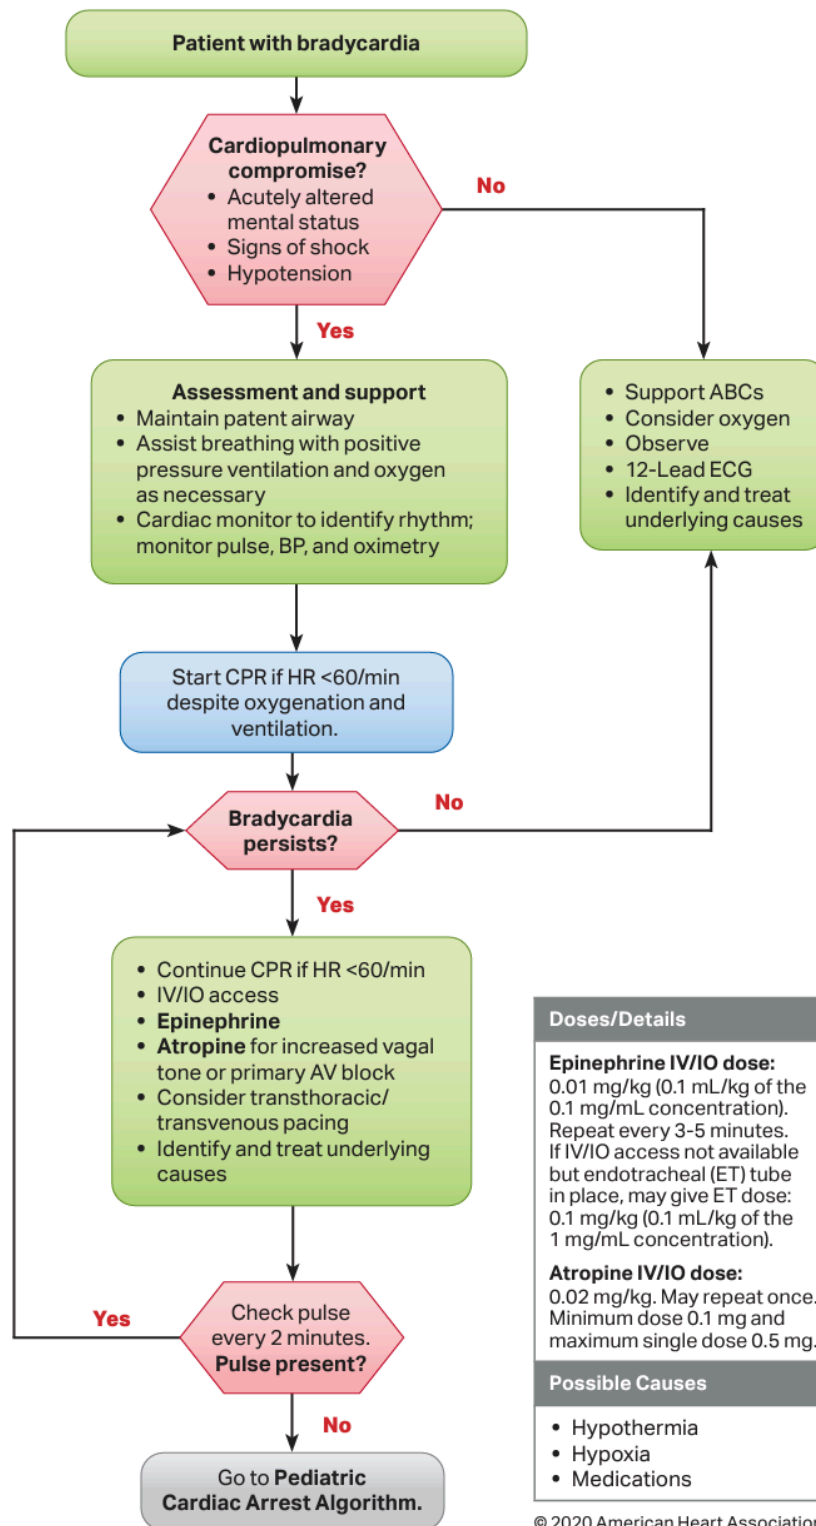 Patient with bradycardia
Cardiopulmonary
compromise?
• Acutely altered
mental status
• Signs of shock
• Hypotension
No
Yes
Assessment and support
• Maintain patent airway
• Assist breathing with positive
pressure ventilation and oxygen
as necessary
• Cardiac monitor to identify rhythm;
monitor pulse, BP, and oximetry
• Support ABCs
• Consider oxygen
• Observe
• 12-Lead ECG
• Identify and treat
underlying causes
Start CPR if HR <60/min
despite oxygenation and
ventilation.
Bradycardia
persists?
No
Yes
• Continue CPR if HR <60/min
• IV/IO access
• Epinephrine
• Atropine for increased vagal
tone or primary AV block
• Consider transthoracic/
transvenous pacing
• Identify and treat underlying
causes
Check pulse
every 2 minutes.
Pulse present?
Yes
No
Go to Pediatric
Cardiac Arrest Algorithm.
Doses/Details
Epinephrine IV/IO dose:
0.01 mg/kg (0.1 mL/kg of the
0.1 mg/mL concentration).
Repeat every 3-5 minutes.
If IV/IO access not available
but endotracheal (ET) tube
in place, may give ET dose:
0.1 mg/kg (0.1 mL/kg of the
1 mg/mL concentration).
Atropine IV/IO dose:
0.02 mg/kg. May repeat once.
Minimum dose 0.1 mg and
maximum single dose 0.5 mg.
Possible Causes
• Hypothermia
• Hypoxia
• Medications
© 2020 American Heart Association